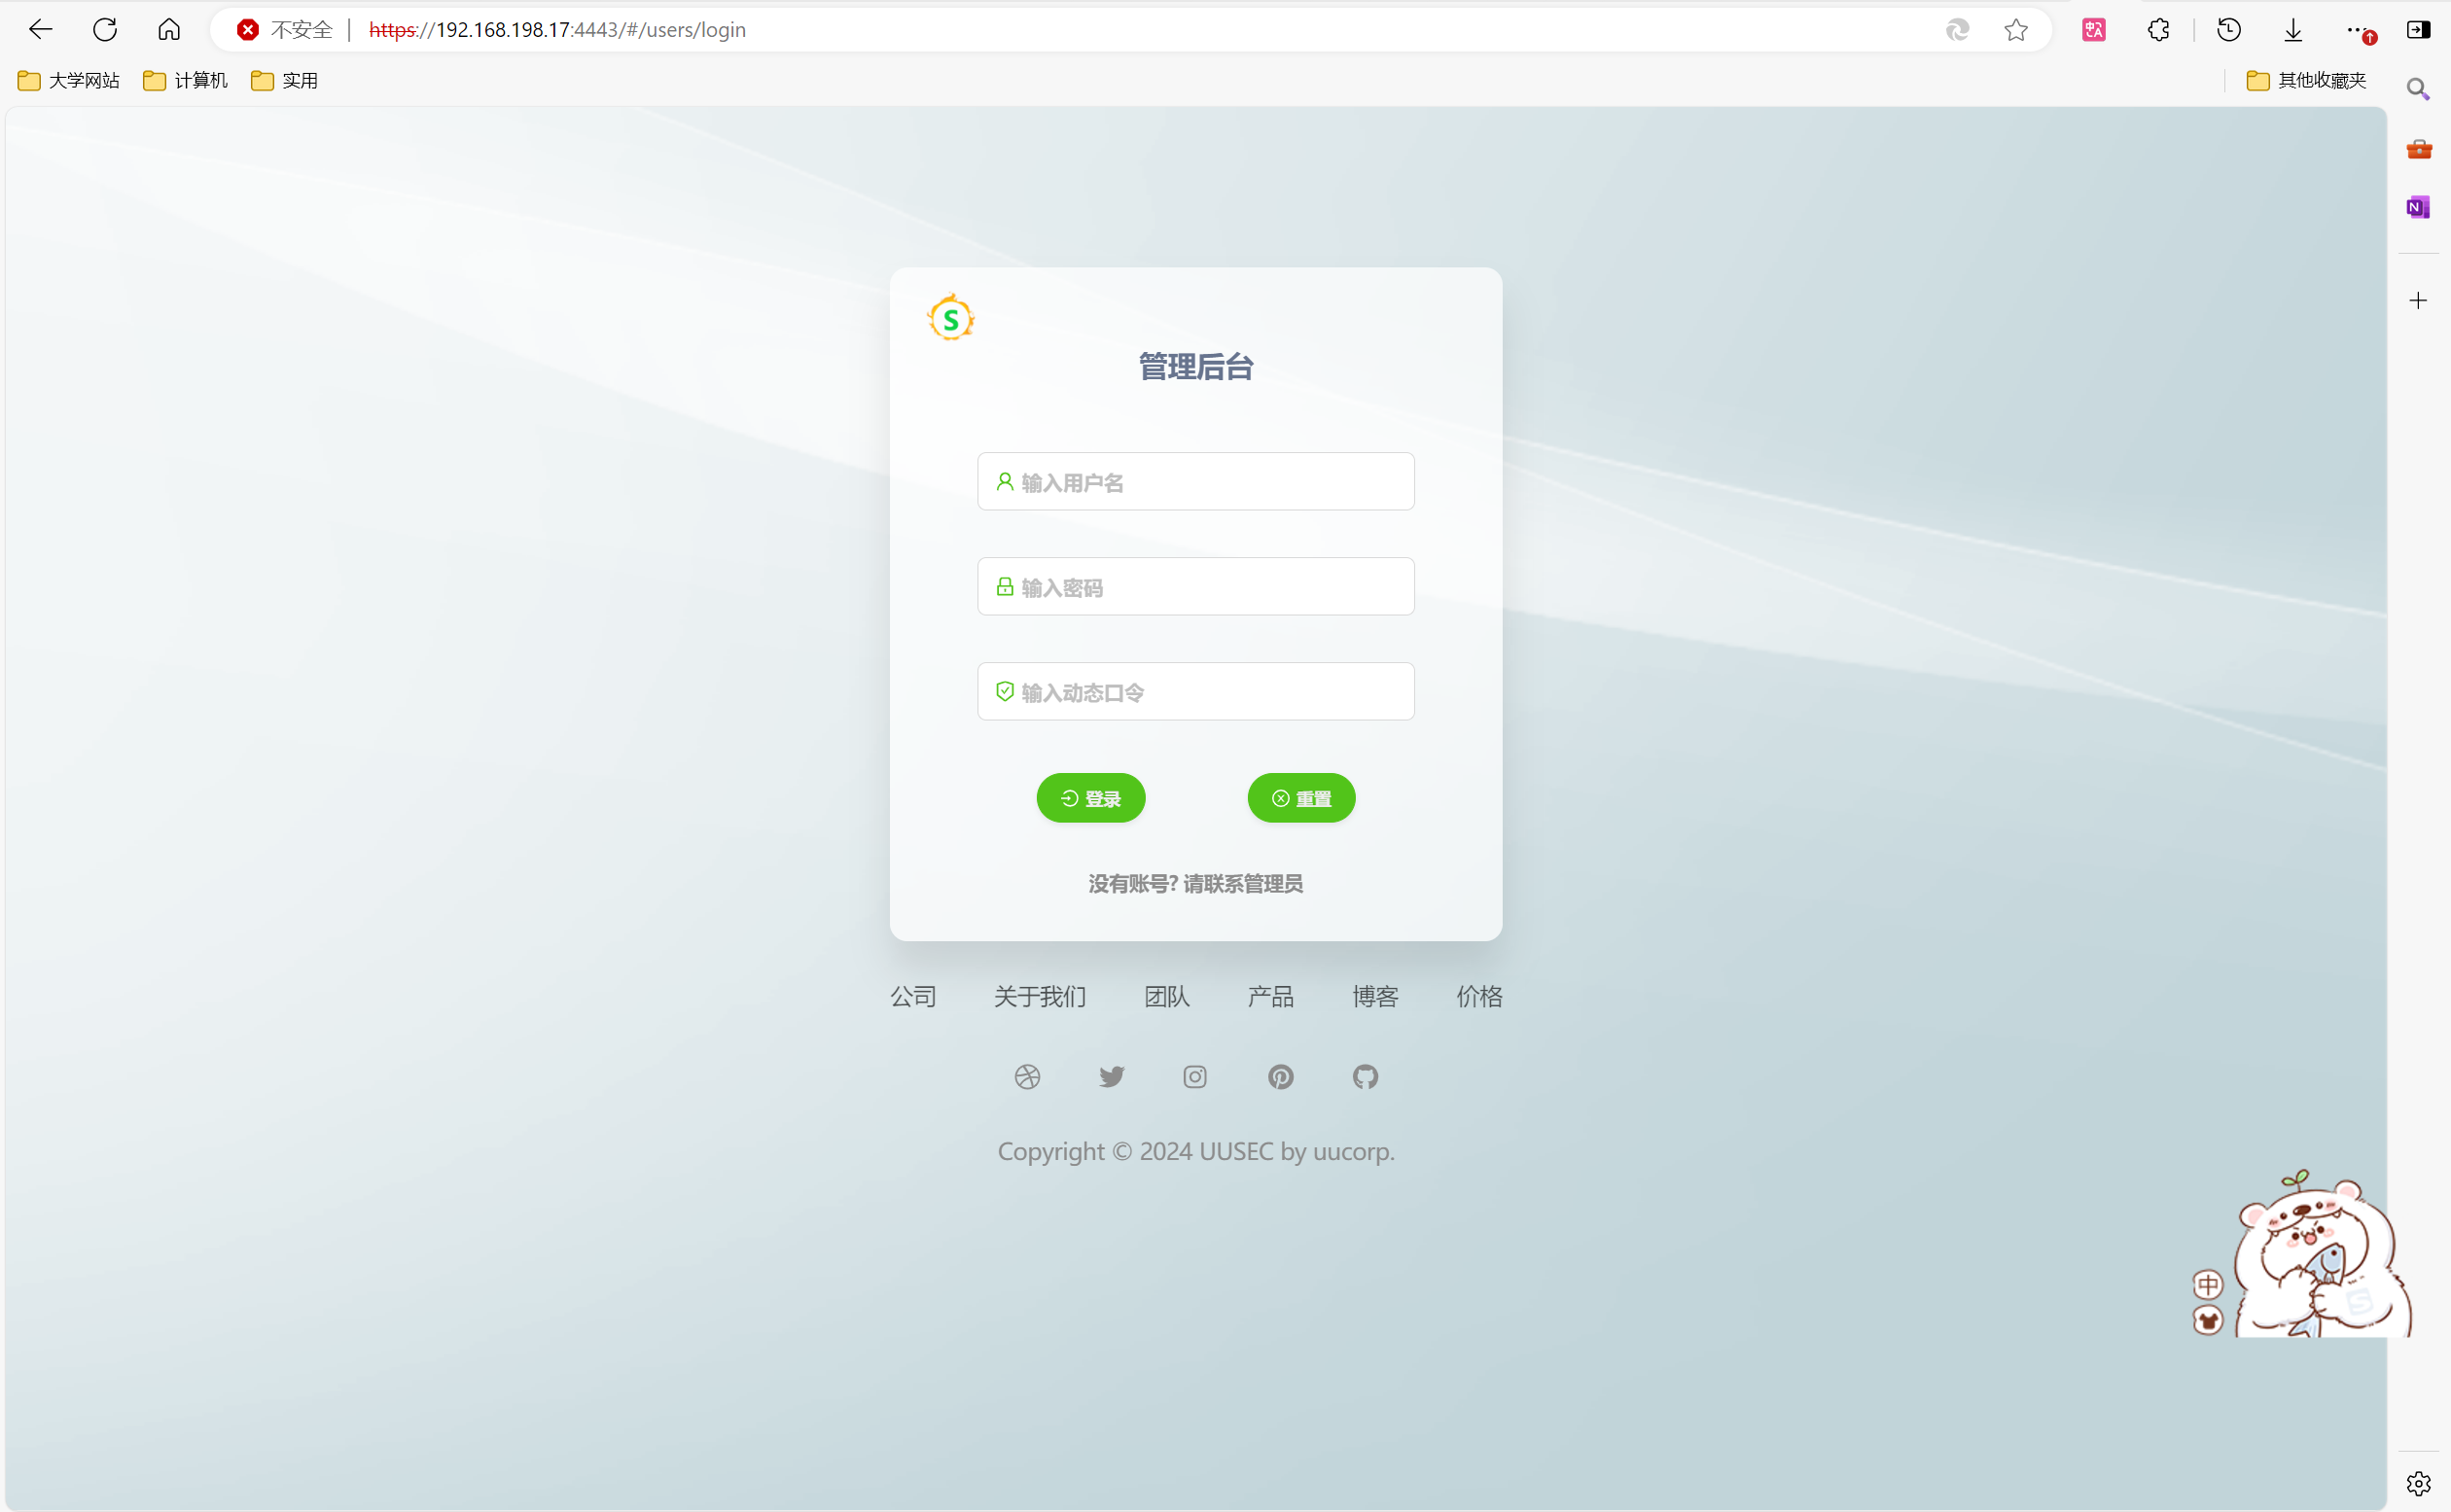 不安全 https://192.168.198.17:4443/#/users/login
大学网站 计算机 实用 其他收藏夹
S
管理后台
输入用户名
输入密码
输入动态口令
登录 重置
没有账号? 请联系管理员
公司 关于我们 团队 产品 博客 价格
Copyright © 2024 UUSEC by uucorp.
中